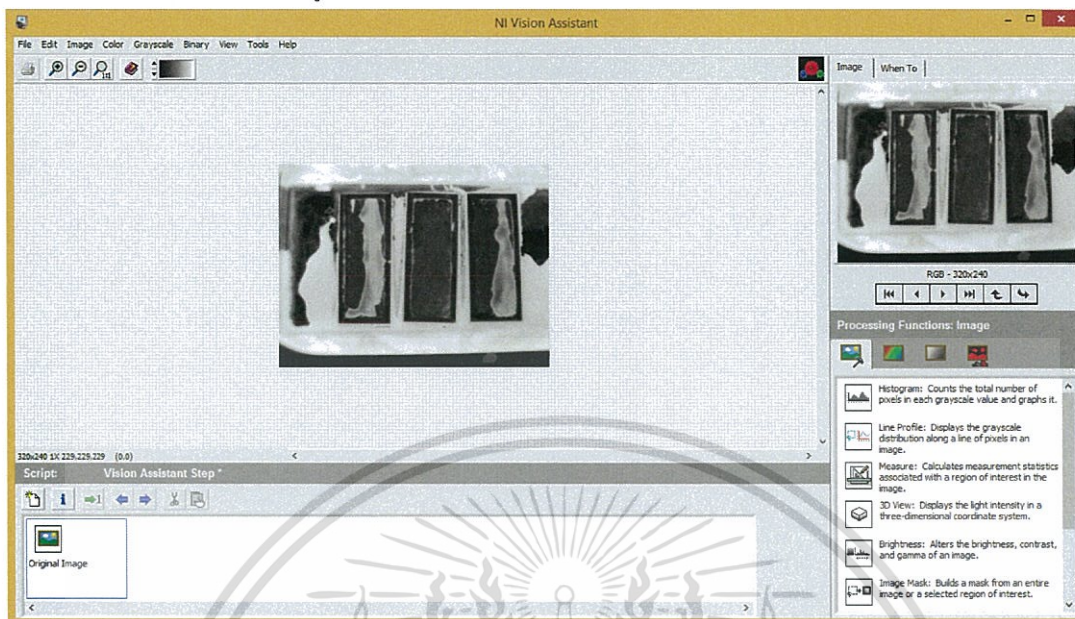 NI Vision Assistant
File Edit Image Color Grayscale Binary View Tools Help
1:1
Image When To
RGB - 320x240
Processing Functions: Image
Histogram: Counts the total number of
pixels in each grayscale value and graphs it.
Line Profile: Displays the grayscale
distribution along a line of pixels in an
image.
Measure: Calculates measurement statistics
associated with a region of interest in the
image.
3D View: Displays the light intensity in a
three-dimensional coordinate system.
Brightness: Alters the brightness, contrast,
and gamma of an image.
Image Mask: Builds a mask from an entire
image or a selected region of interest.
320x240 1X 229,229,229 (0,0)
Script: Vision Assistant Step *
1
Original Image